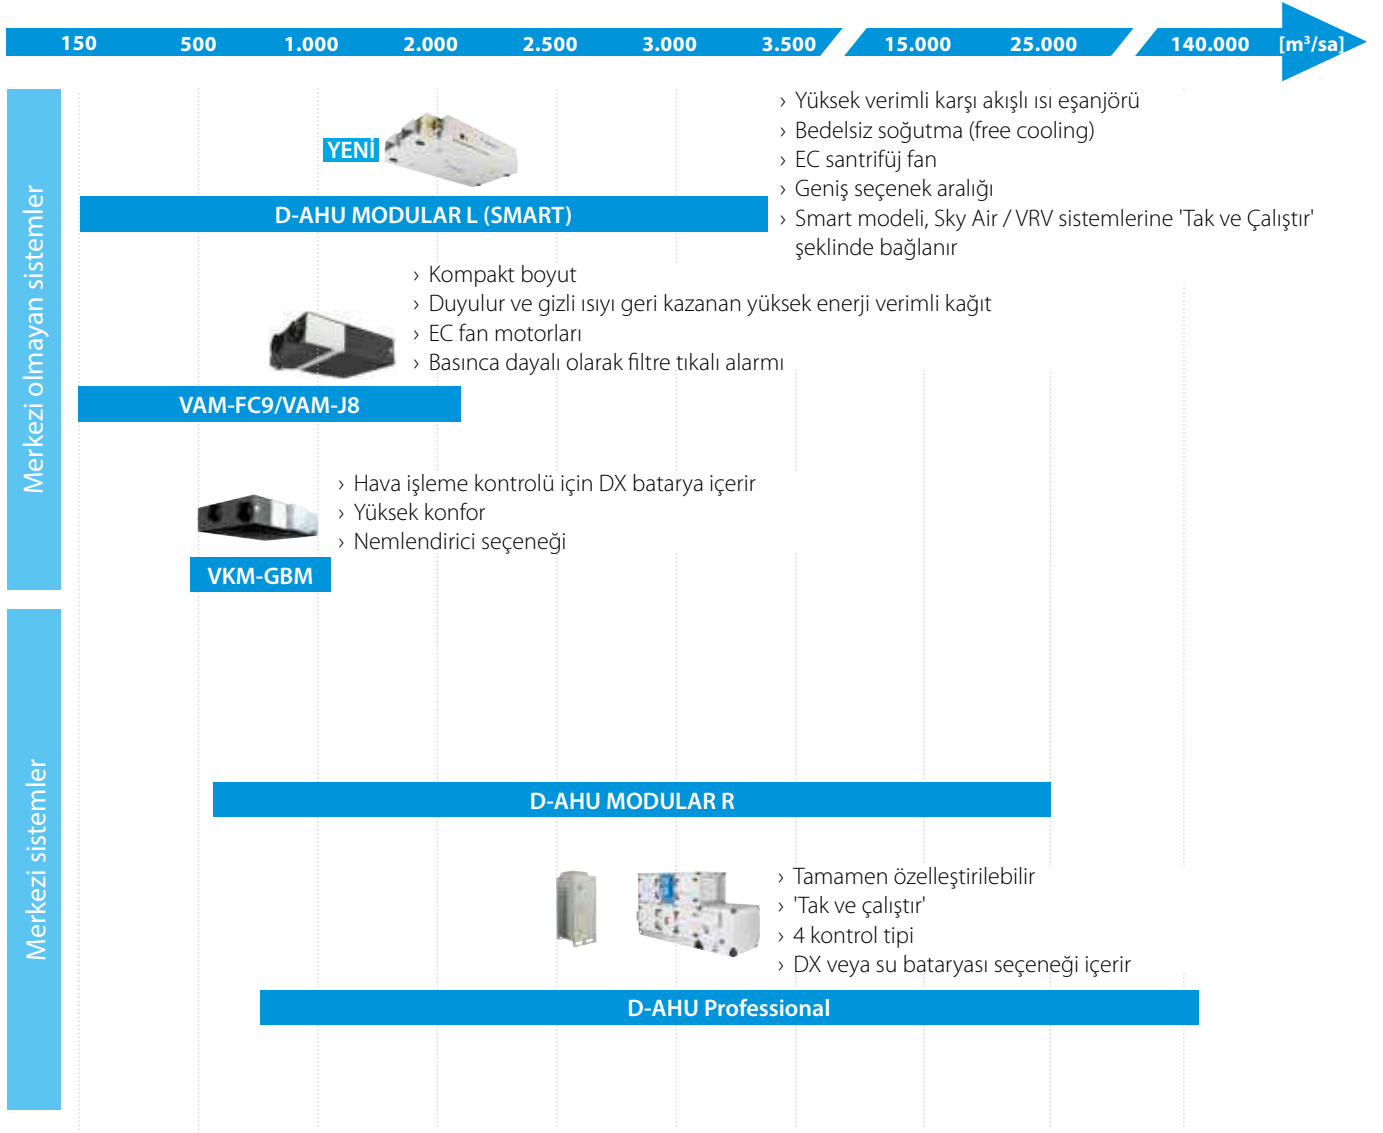 150 500 1.000 2.000 2.500 3.000 3.500 15.000 25.000 140.000 [m³/sa]
Merkezi olmayan sistemler
YENİ
› Yüksek verimli karşı akışlı ısı eşanjörü
› Bedelsiz soğutma (free cooling)
› EC santrifüj fan
› Geniş seçenek aralığı
› Smart modeli, Sky Air / VRV sistemlerine 'Tak ve Çalıştır'
şeklinde bağlanır
D-AHU MODULAR L (SMART)
› Kompakt boyut
› Duyulur ve gizli ısıyı geri kazanan yüksek enerji verimli kağıt
› EC fan motorları
› Basınca dayalı olarak filtre tıkalı alarmı
VAM-FC9/VAM-J8
› Hava işleme kontrolü için DX batarya içerir
› Yüksek konfor
› Nemlendirici seçeneği
VKM-GBM
Merkezi sistemler
D-AHU MODULAR R
› Tamamen özelleştirilebilir
› 'Tak ve çalıştır'
› 4 kontrol tipi
› DX veya su bataryası seçeneği içerir
D-AHU Professional